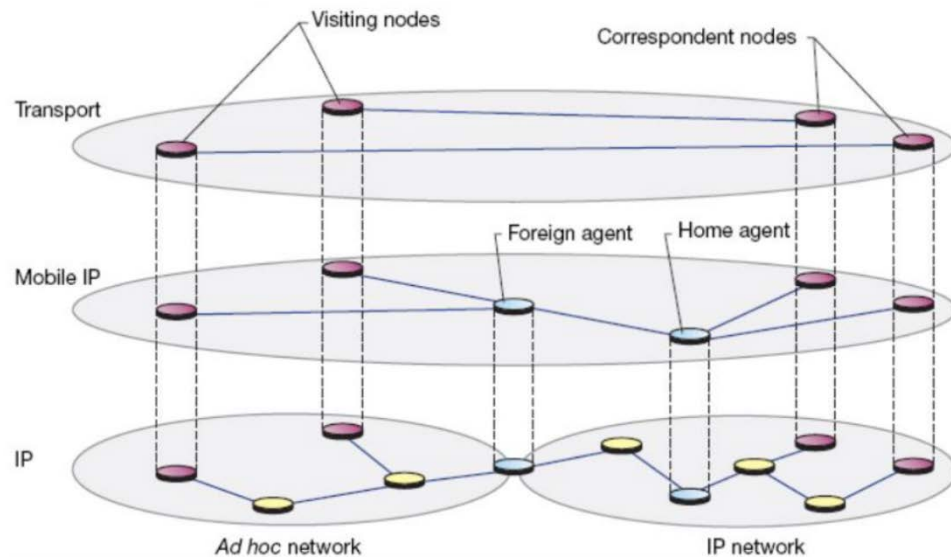 Visiting nodes
Correspondent nodes
Transport
Foreign agent
Home agent
Mobile IP
IP
Ad hoc network
IP network